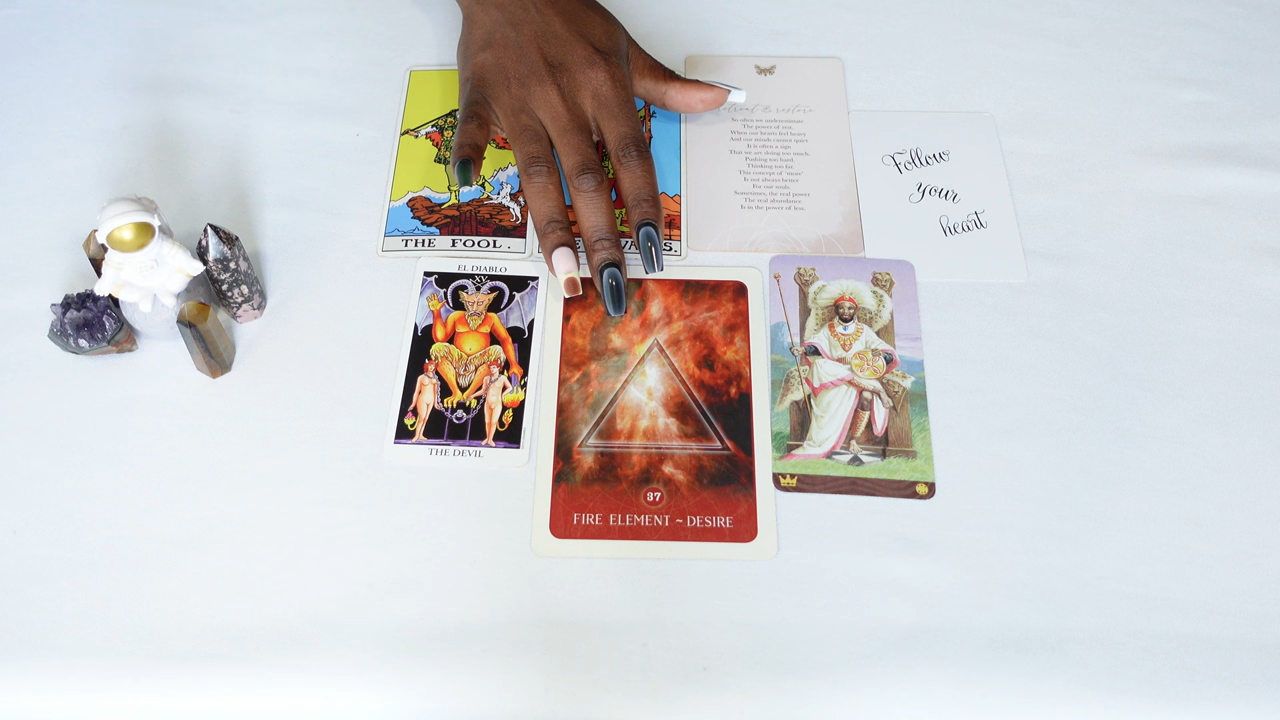 THE FOOL.
etreat & restore
So often we underestimate
The power of rest.
When our hearts feel heavy
And our minds cannot quiet
It is often a sign
That we are doing too much.
Pushing too hard.
Thinking too far.
This concept of 'more'
Is not always better
For our souls.
Sometimes, the real power
The real abundance
Is in the power of less.
Follow
your
heart
EL DIABLO
XV
THE DEVIL
37
FIRE ELEMENT ~ DESIRE